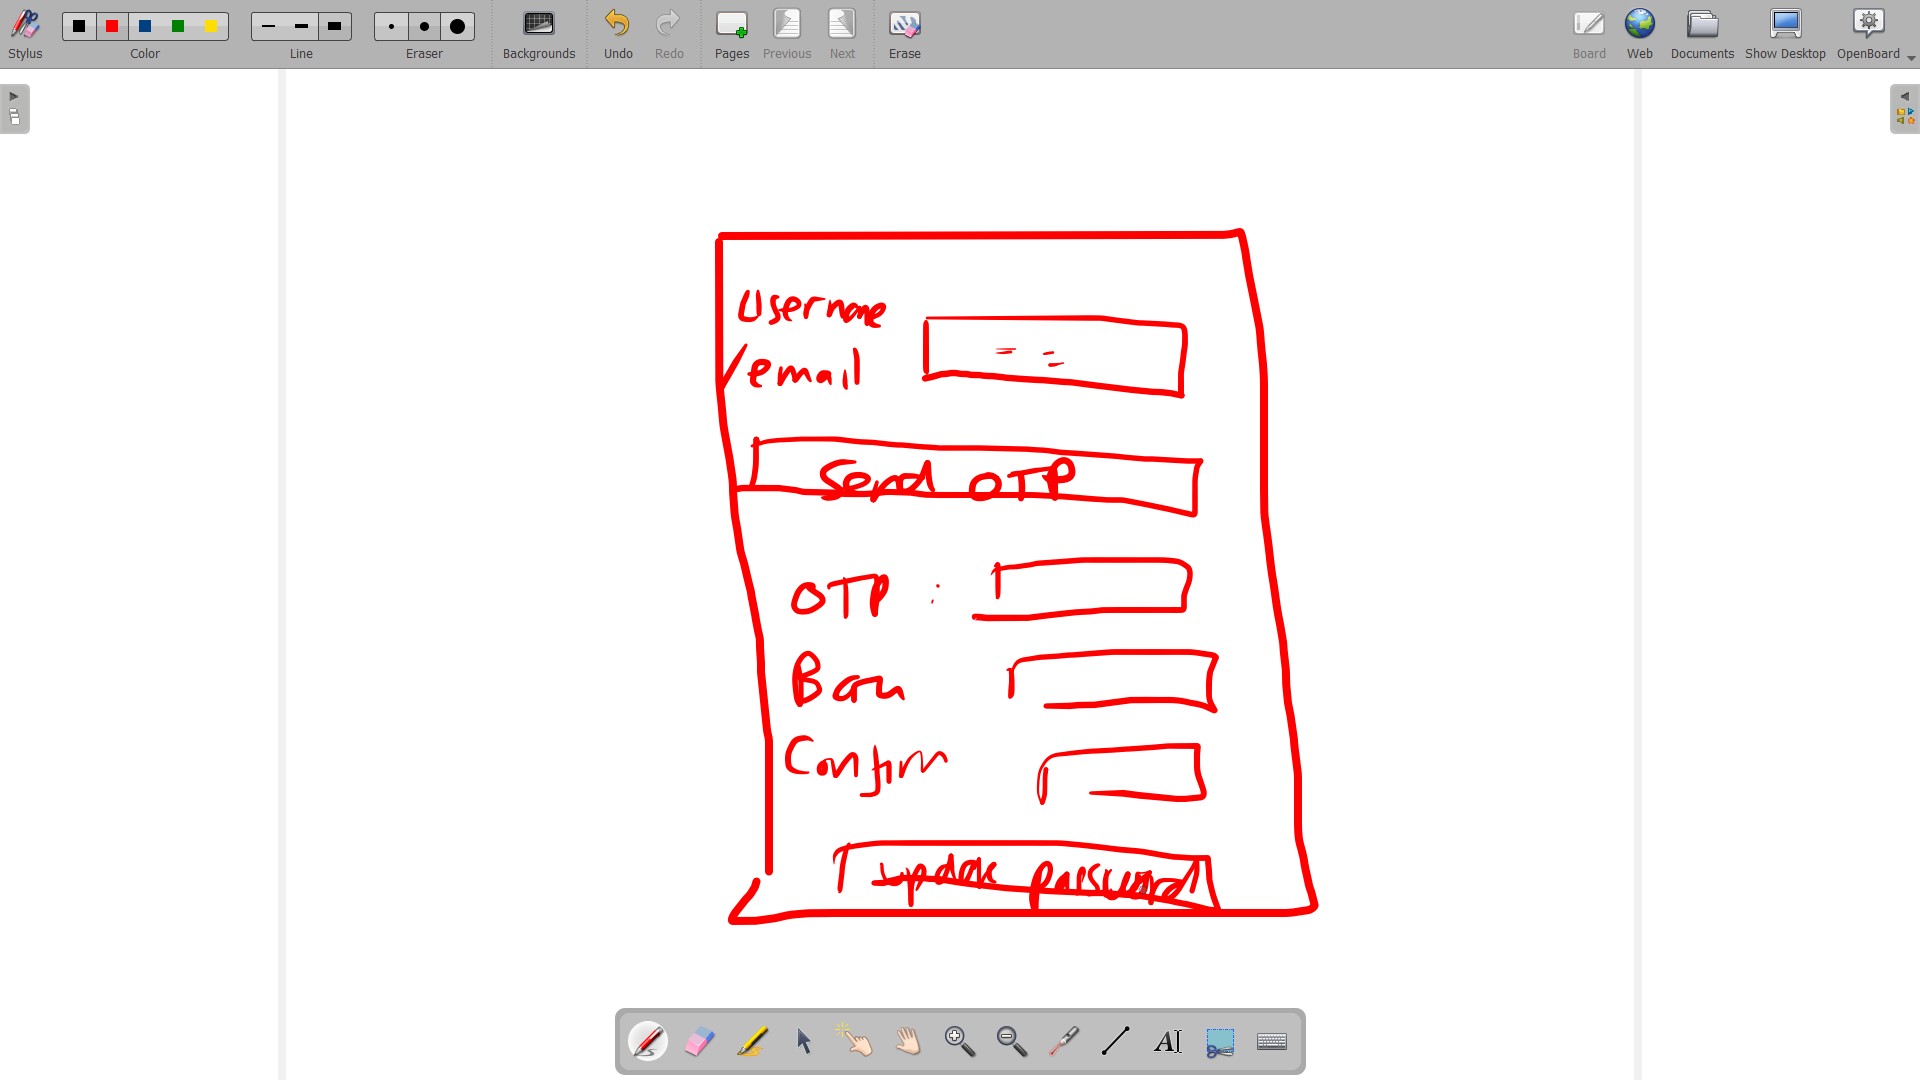 Stylus Color Line Eraser Backgrounds Undo Redo Pages Previous Next Erase Board Web Documents Show Desktop OpenBoard
Username
/email
Send OTP
OTP :
Baru
Confirm
update password